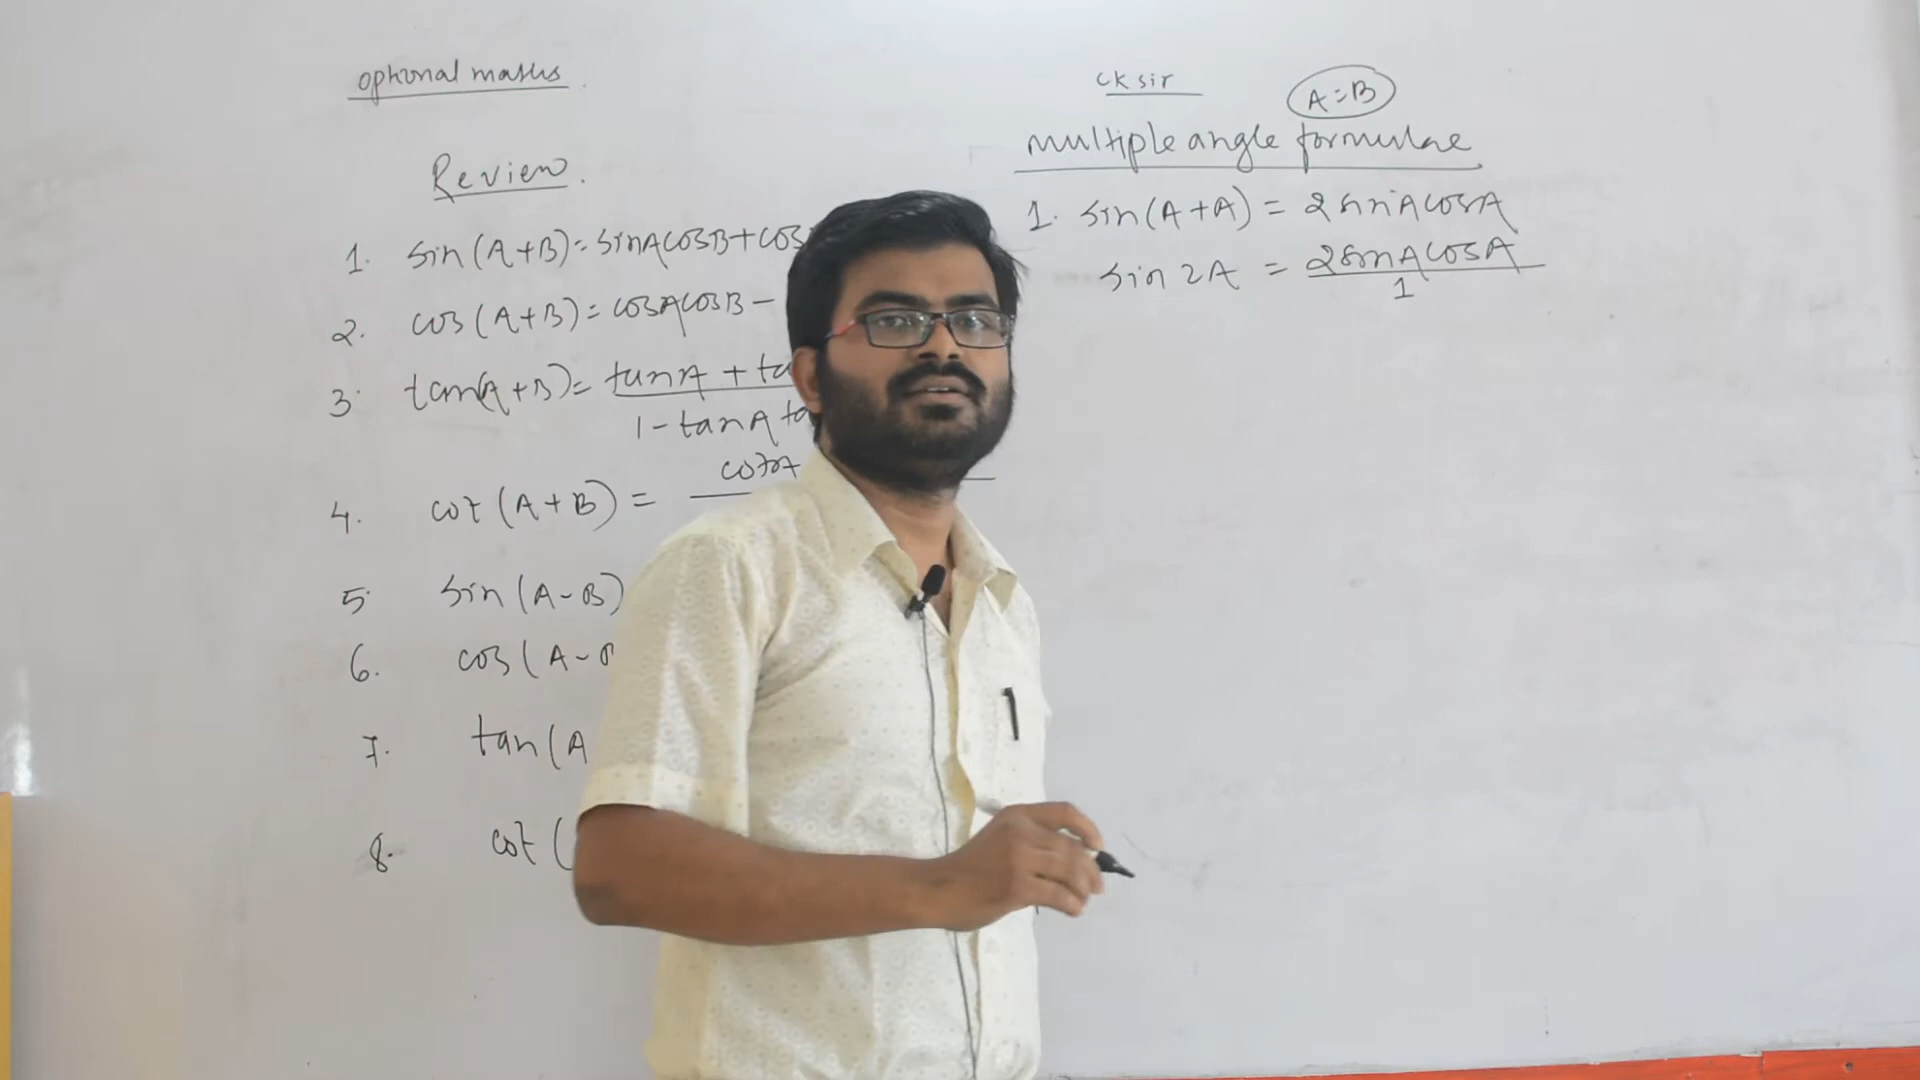 optional maths
Review.
1. sin(A+B)=sinAcosB+cos
2. cos(A+B)=cosAcosB-
3. tan(A+B)= tanA + ta
1-tanA ta
cotA
4. cot(A+B) =
5. sin(A-B)
6. cos(A-
7. tan(A
8. cot(
ck sir
A=B
multiple angle formulae
1. sin(A+A) = 2sinAcosA
sin 2A = 2sinAcosA
1